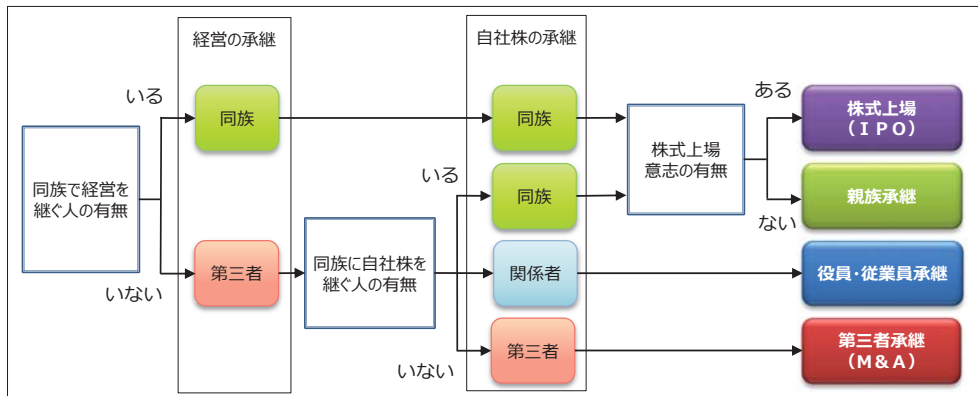 経営の承継
自社株の承継
いる
同族
同族
ある
株式上場
（ＩＰＯ）
同族で経営を
継ぐ人の有無
いる
同族
株式上場
意志の有無
ない
親族承継
いない
第三者
同族に自社株を
継ぐ人の有無
関係者
役員・従業員承継
いない
第三者
第三者承継
（Ｍ＆Ａ）